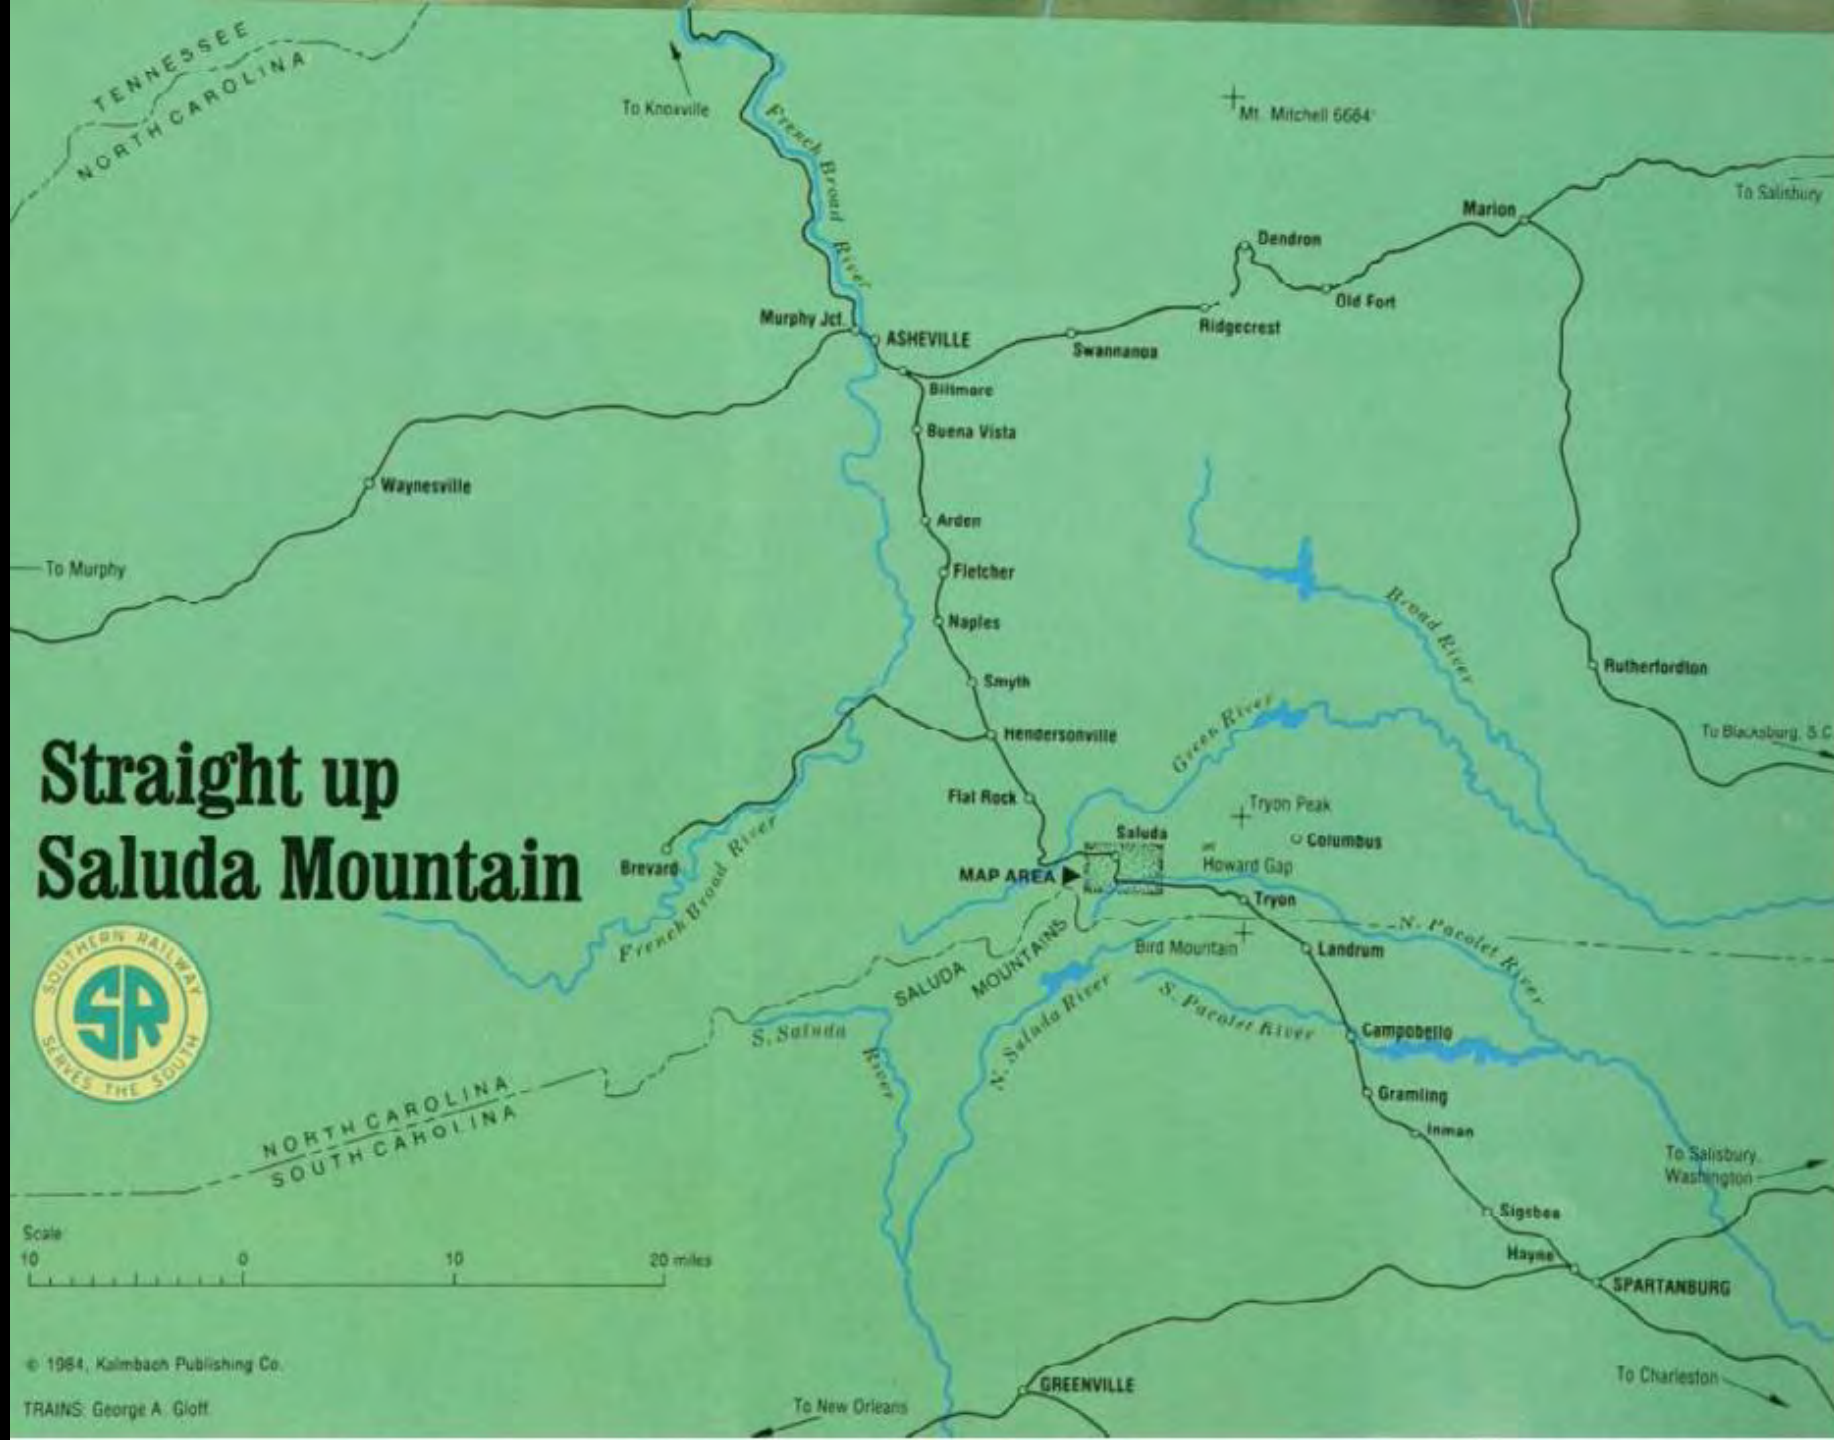 TENNESSEE
NORTH CAROLINA
To Knoxville
French Broad River
Mt. Mitchell 6684'
To Salisbury
Marion
Dendron
Old Fort
Ridgecrest
Swannanoa
Murphy Jct.
ASHEVILLE
Biltmore
Buena Vista
Waynesville
Arden
To Murphy
Fletcher
Naples
Broad River
Smyth
Rutherfordton
Hendersonville
Green River
To Blacksburg, S.C.
Straight up
Saluda Mountain
Flat Rock
Tryon Peak
Saluda
Columbus
Brevard
French Broad River
MAP AREA
Howard Gap
Tryon
N. Pacolet River
Bird Mountain
Landrum
SALUDA MOUNTAINS
SOUTHERN RAILWAY
SR
SERVES THE SOUTH
S. Saluda River
N. Saluda River
S. Pacolet River
Campobello
Gramling
Inman
NORTH CAROLINA
SOUTH CAROLINA
To Salisbury,
Washington
Sigsbee
Hayne
SPARTANBURG
Scale
10 0 10 20 miles
© 1984, Kalmbach Publishing Co.
TRAINS: George A. Gloff
GREENVILLE
To New Orleans
To Charleston